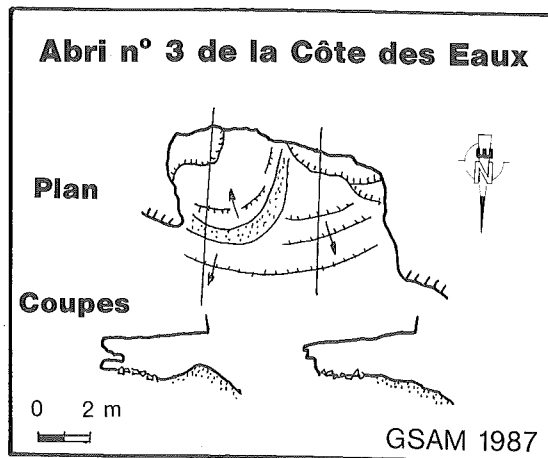 Abri n° 3 de la Côte des Eaux
N
Plan
Coupes
0 2 m
GSAM 1987